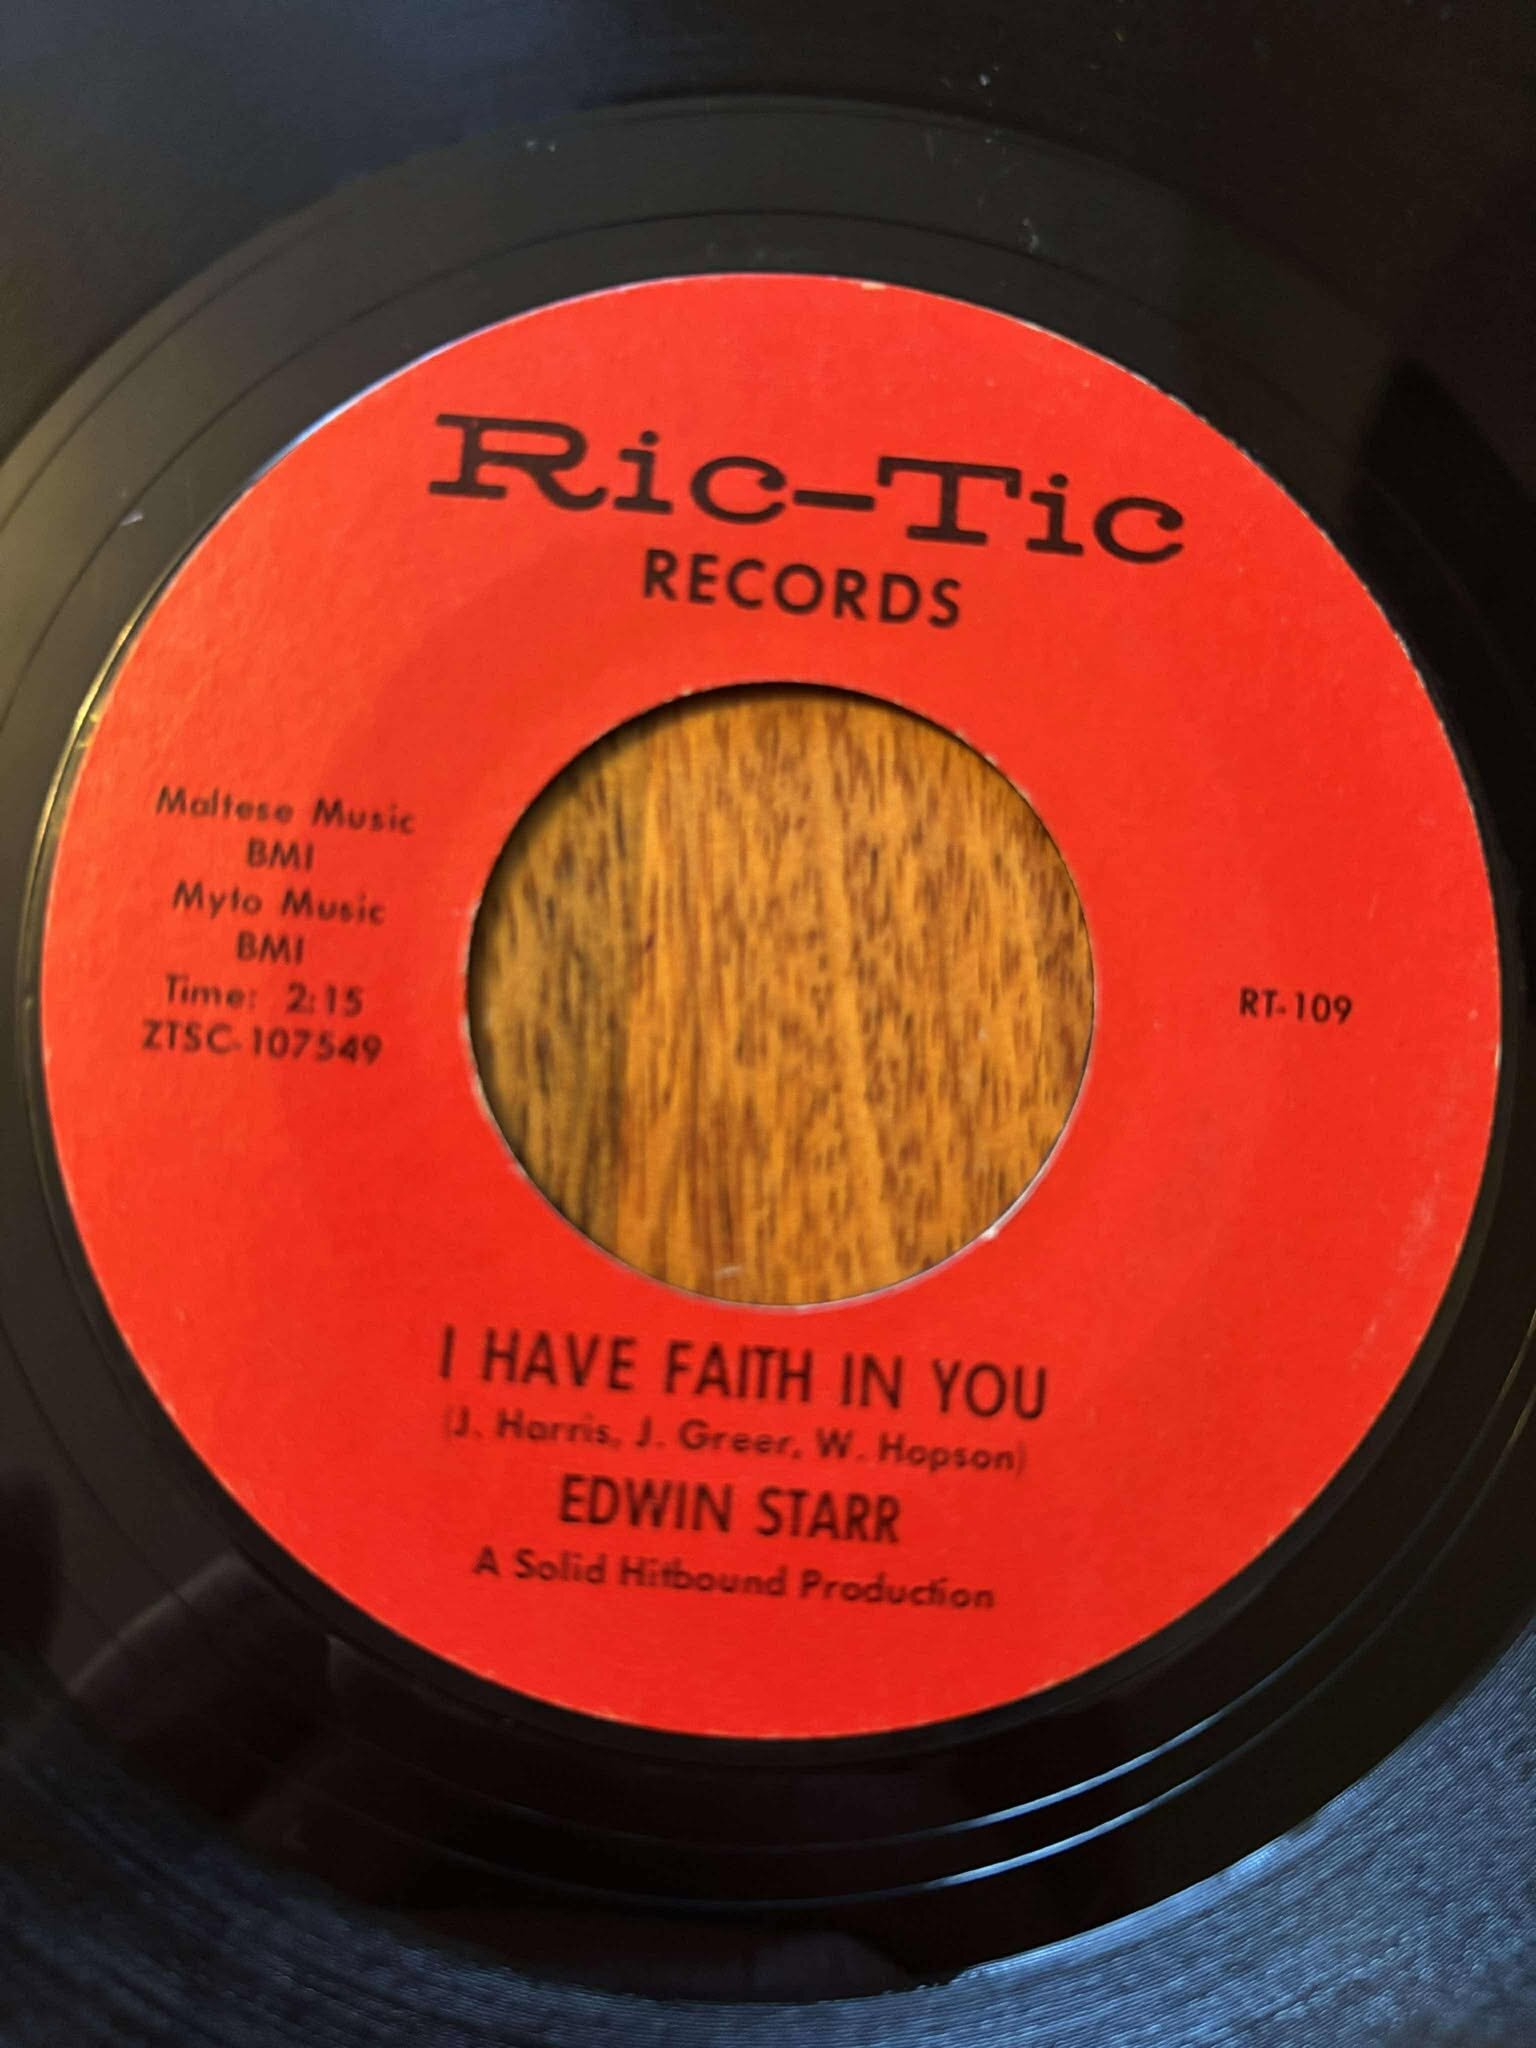 Ric-Tic
RECORDS
Maltese Music
BMI
Myto Music
BMI
Time: 2:15
ZTSC-107549
RT-109
I HAVE FAITH IN YOU
(J. Harris, J. Greer, W. Hopson)
EDWIN STARR
A Solid Hitbound Production